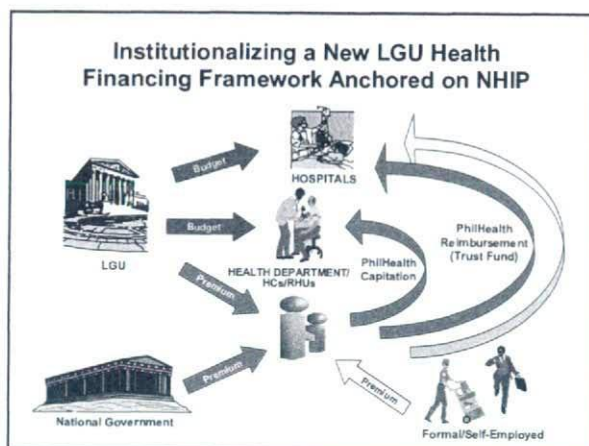 Institutionalizing a New LGU Health
Financing Framework Anchored on NHIP
Budget
HOSPITALS
LGU
Budget
HEALTH DEPARTMENT/
HCs/RHUs
PhilHealth
Capitation
PhilHealth
Reimbursement
(Trust Fund)
Premium
National Government
Premium
Premium
Formal/Self-Employed